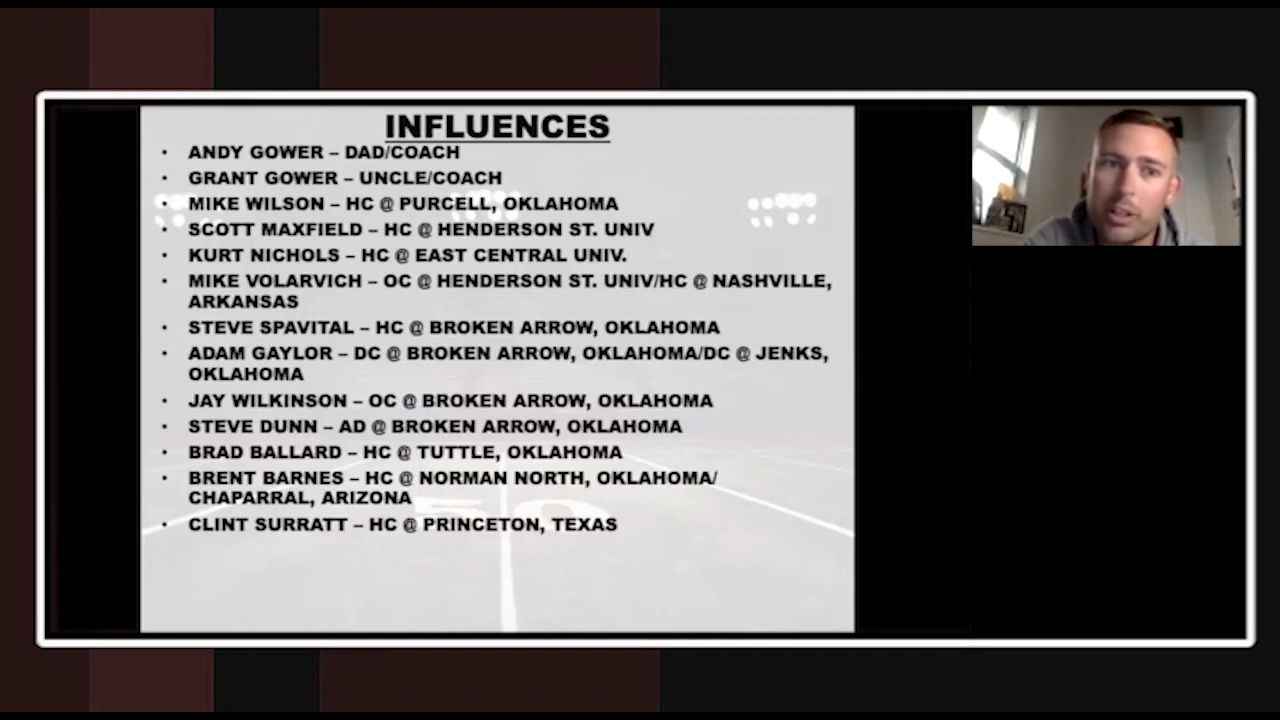 INFLUENCES
• ANDY GOWER – DAD/COACH
• GRANT GOWER – UNCLE/COACH
• MIKE WILSON – HC @ PURCELL, OKLAHOMA
• SCOTT MAXFIELD – HC @ HENDERSON ST. UNIV
• KURT NICHOLS – HC @ EAST CENTRAL UNIV.
• MIKE VOLARVICH – OC @ HENDERSON ST. UNIV/HC @ NASHVILLE,
ARKANSAS
• STEVE SPAVITAL – HC @ BROKEN ARROW, OKLAHOMA
• ADAM GAYLOR – DC @ BROKEN ARROW, OKLAHOMA/DC @ JENKS,
OKLAHOMA
• JAY WILKINSON – OC @ BROKEN ARROW, OKLAHOMA
• STEVE DUNN – AD @ BROKEN ARROW, OKLAHOMA
• BRAD BALLARD – HC @ TUTTLE, OKLAHOMA
• BRENT BARNES – HC @ NORMAN NORTH, OKLAHOMA/
CHAPARRAL, ARIZONA
• CLINT SURRATT – HC @ PRINCETON, TEXAS
50